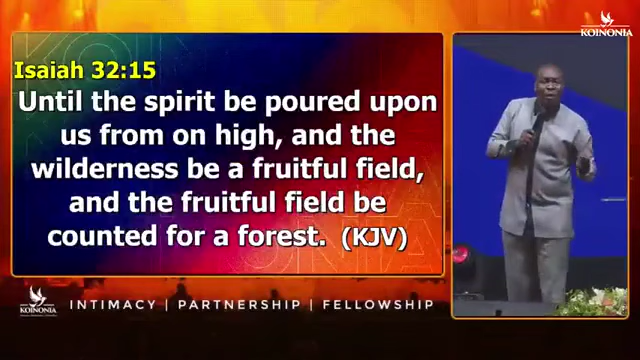 KOINONIA
Isaiah 32:15
Until the spirit be poured upon
us from on high, and the
wilderness be a fruitful field,
and the fruitful field be
counted for a forest. (KJV)
KOINONIA
INTIMACY | PARTNERSHIP | FELLOWSHIP